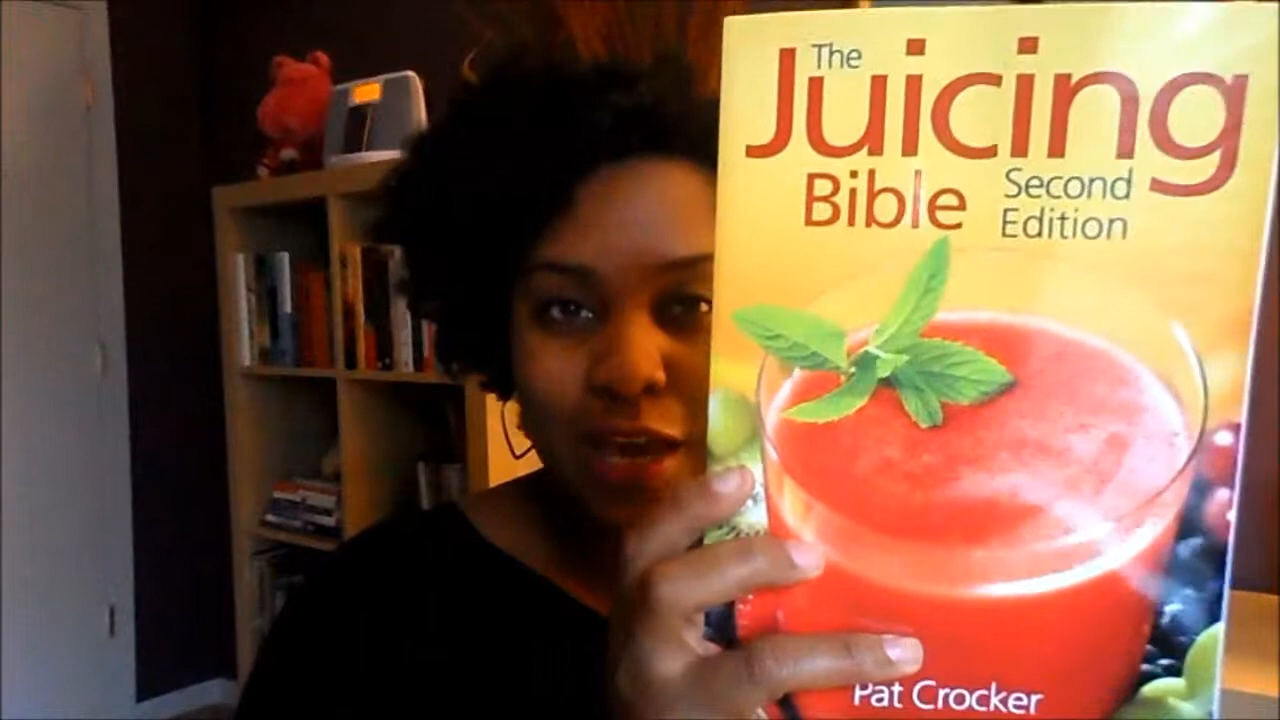 The
Juicing
Bible
Second
Edition
Pat Crocker